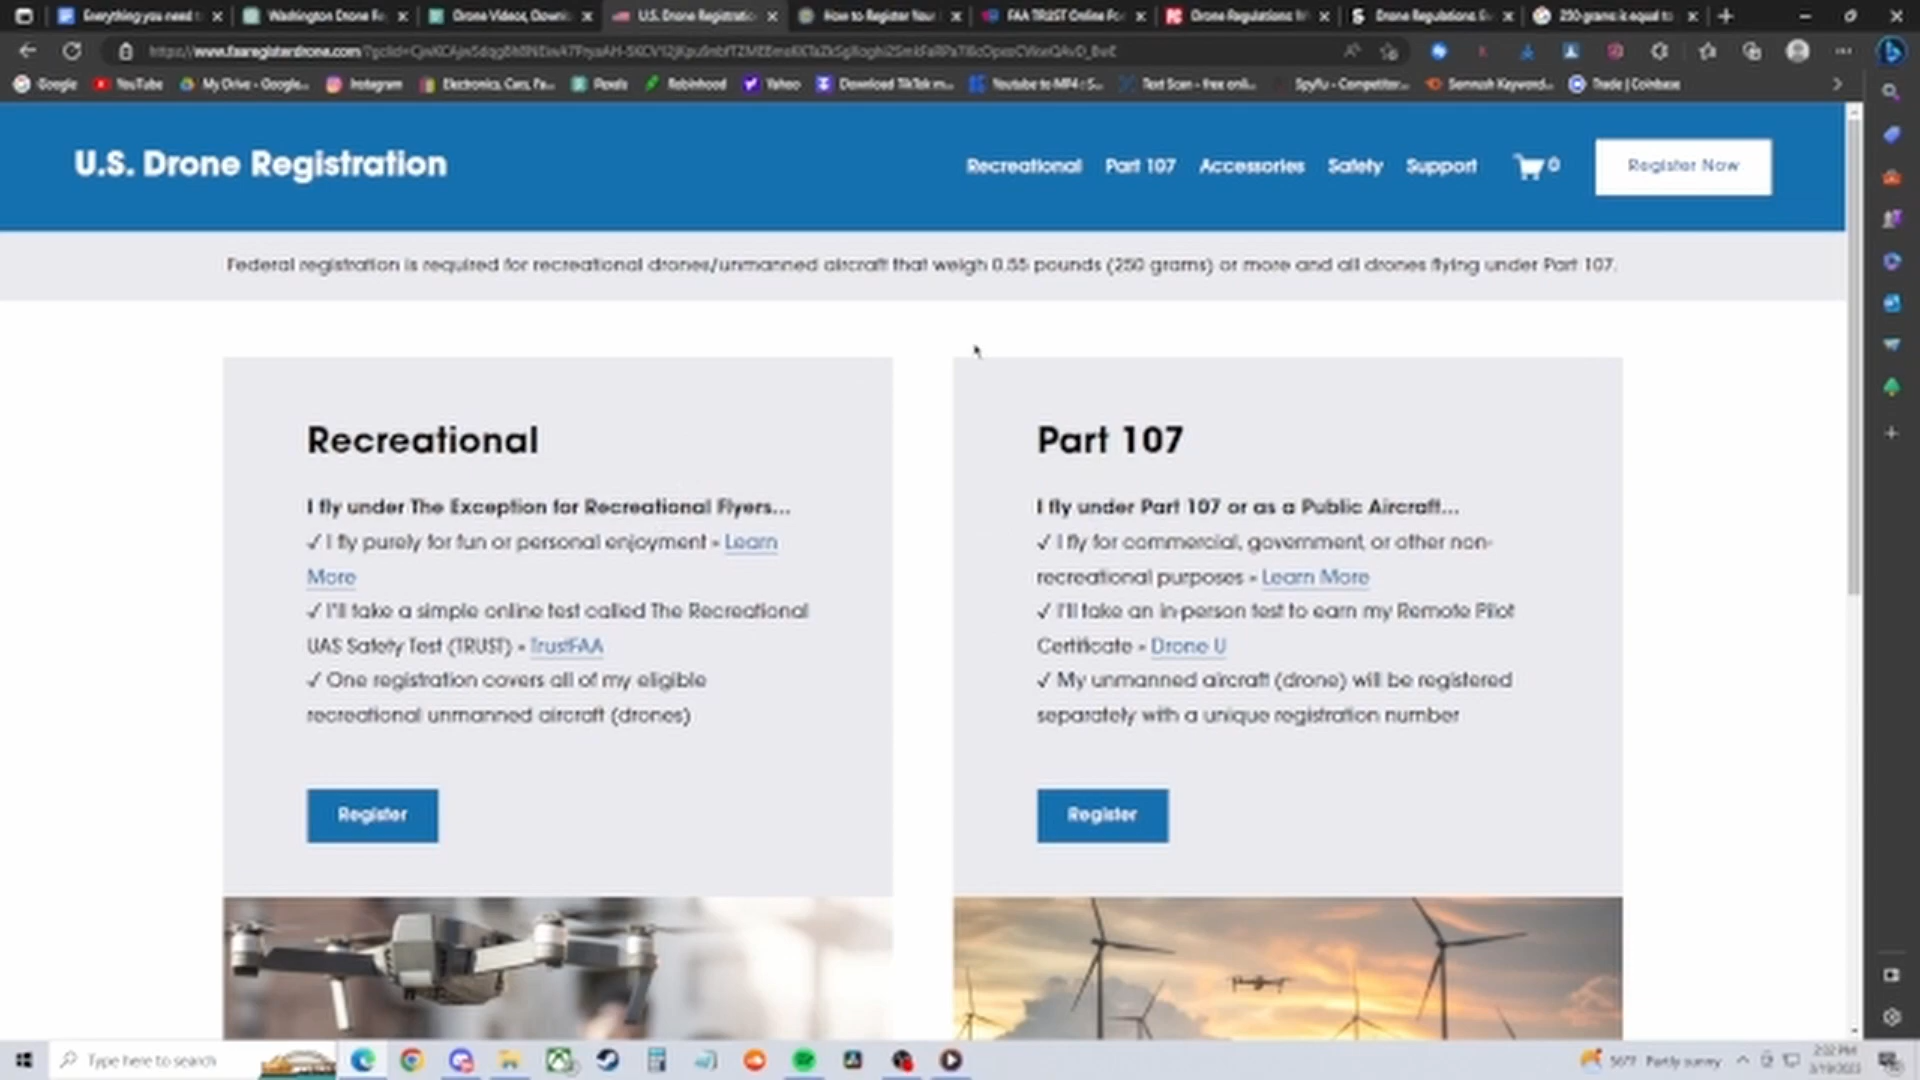 Everything you need t
Washington Drone Re
Drone Videos, Downl
U.S. Drone Registratio
How to Register Your
FAA TRUST Online Fo
Drone Regulations: W
Drone Regulations: E
250 grams is equal to
www.faaregisterdrone.com
Google
YouTube
My Drive - Google...
Instagram
Electronics, Cars, Fa...
Pexels
Robinhood
Yahoo
Download TikTok m...
Youtube to MP4 : S...
Text Scan - free onli...
SpyFu - Competitor...
Semrush Keyword...
Trade | Coinbase
U.S. Drone Registration
Recreational
Part 107
Accessories
Safety
Support
0
Register Now
Federal registration is required for recreational drones/unmanned aircraft that weigh 0.55 pounds (250 grams) or more and all drones flying under Part 107.
Recreational
I fly under The Exception for Recreational Flyers...
✓ I fly purely for fun or personal enjoyment - Learn
More
✓ I'll take a simple online test called The Recreational
UAS Safety Test (TRUST) - TrustFAA
✓ One registration covers all of my eligible
recreational unmanned aircraft (drones)
Register
Part 107
I fly under Part 107 or as a Public Aircraft...
✓ I fly for commercial, government, or other non-
recreational purposes - Learn More
✓ I'll take an in-person test to earn my Remote Pilot
Certificate - Drone U
✓ My unmanned aircraft (drone) will be registered
separately with a unique registration number
Register
Type here to search
56°F Partly sunny
2:02 PM